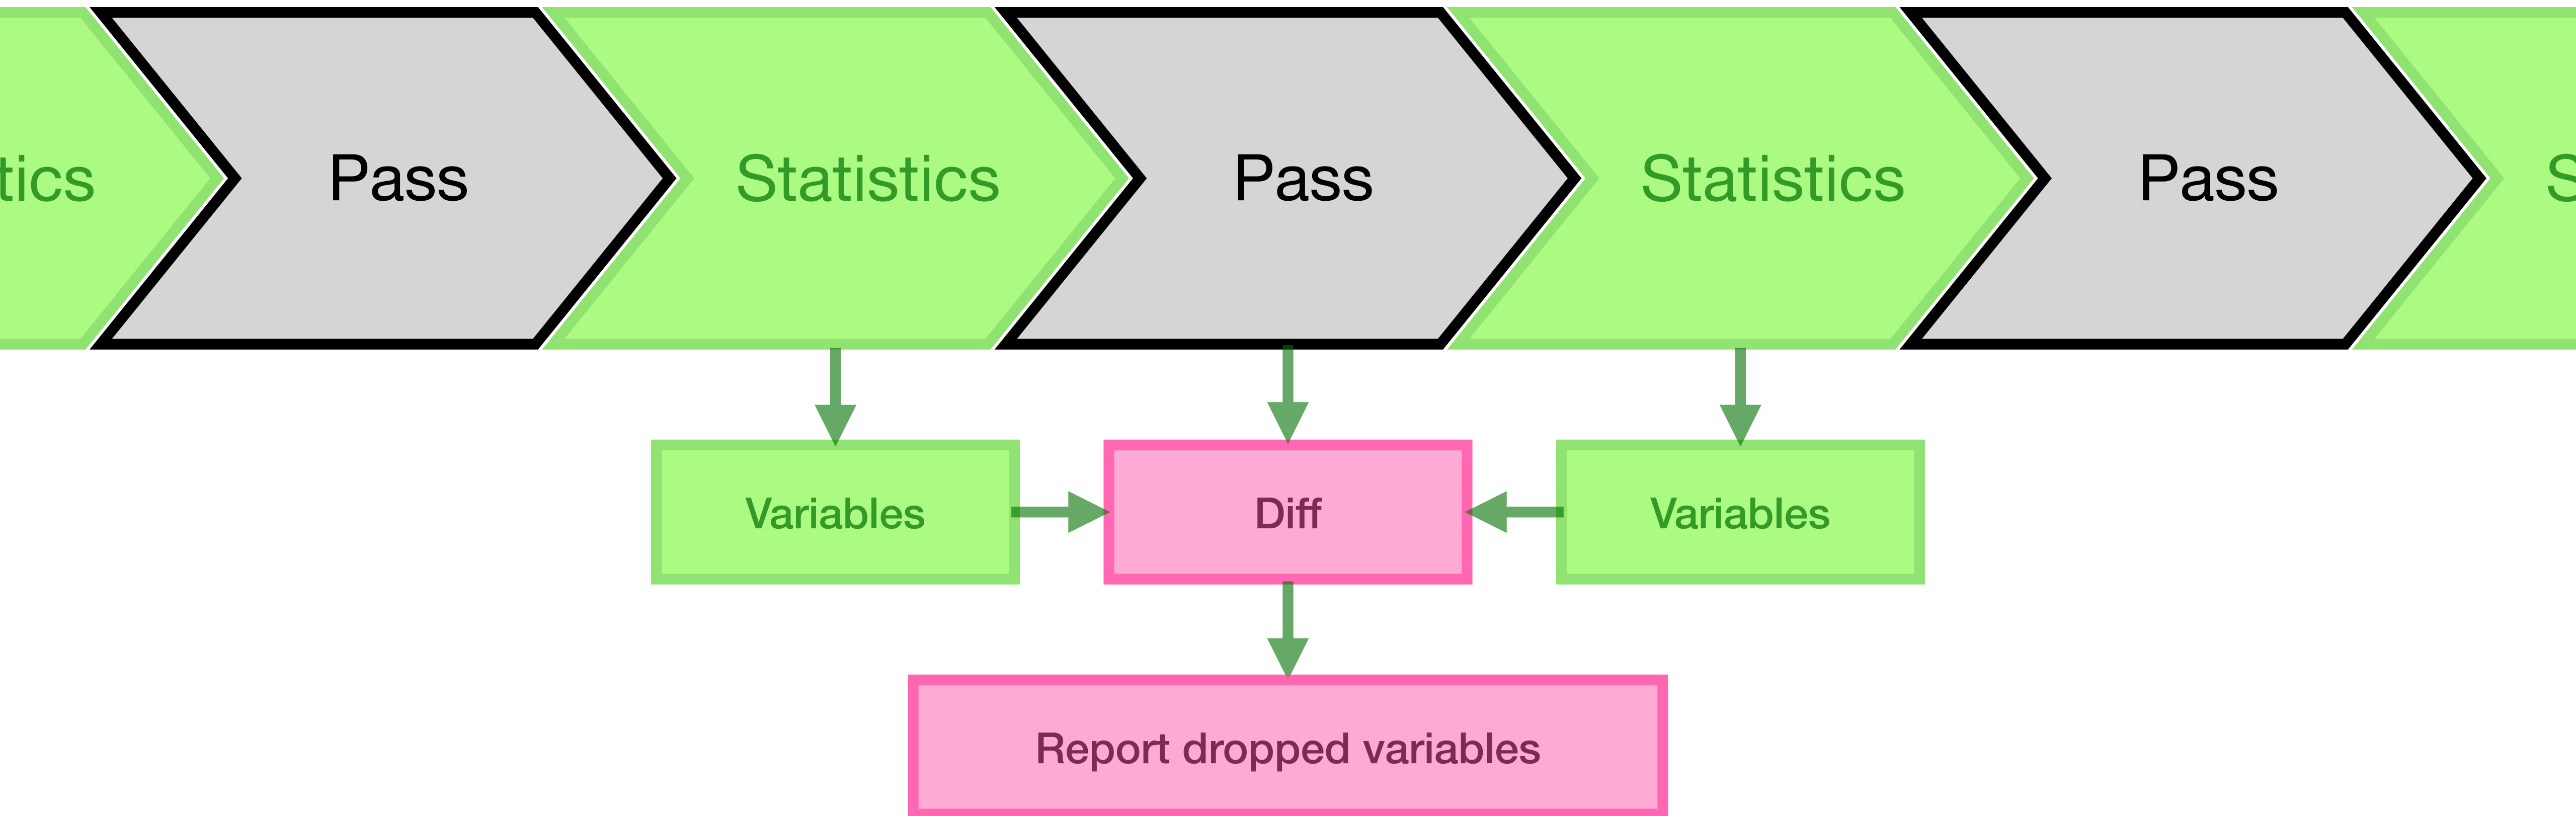 tics
Pass
Statistics
Pass
Statistics
Pass
S
Variables
Diff
Variables
Report dropped variables